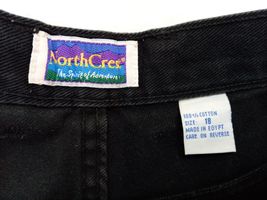 NorthCrest
The Spirit of Adventure
100% COTTON
SIZE: 18
MADE IN EGYPT
CARE ON REVERSE